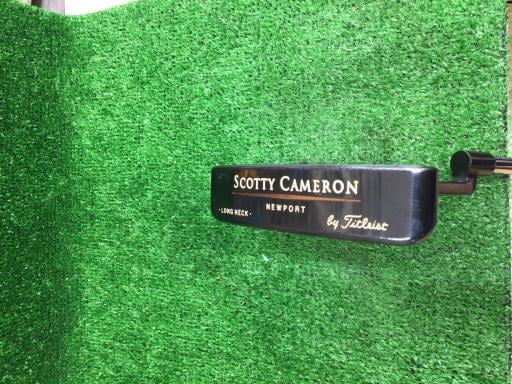 SCOTTY CAMERON
· LONG NECK · NEWPORT
by Titleist